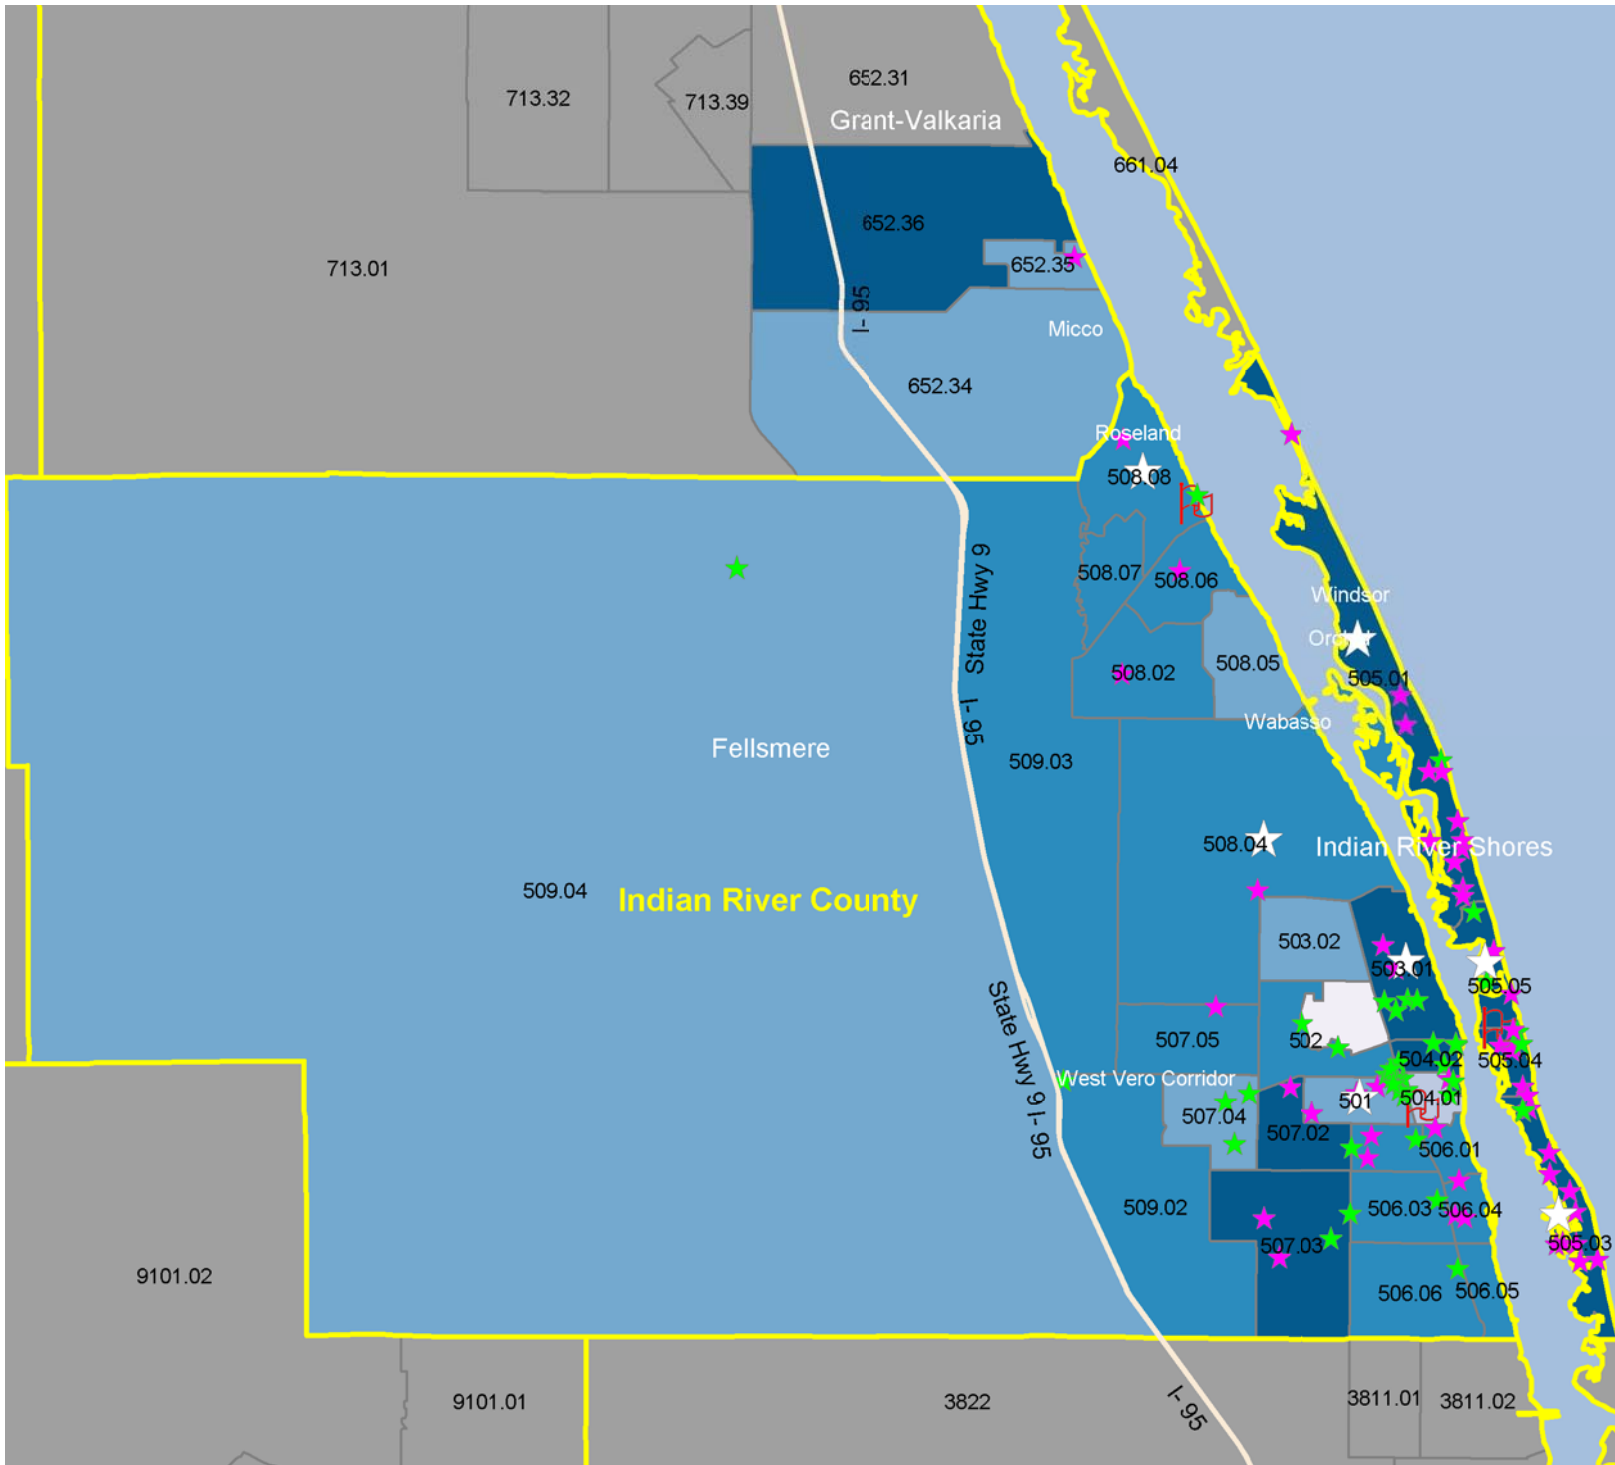 652.31
713.32
713.39
Grant-Valkaria
661.04
652.36
652.35
713.01
I-95
Micco
652.34
Roseland
508.08
State Hwy 9
508.07
508.06
Windsor
Orchid
508.05
508.02
505.01
I-95
Wabasso
Fellsmere
509.03
508.04
Indian River Shores
509.04
Indian River County
503.02
503.01
505.05
State Hwy 9
I-95
507.05
502
504.02
505.04
West Vero Corridor
507.04
501
504.01
507.02
506.01
509.02
506.03
506.04
507.03
505.03
9101.02
506.06
506.05
9101.01
3822
I-95
3811.01
3811.02